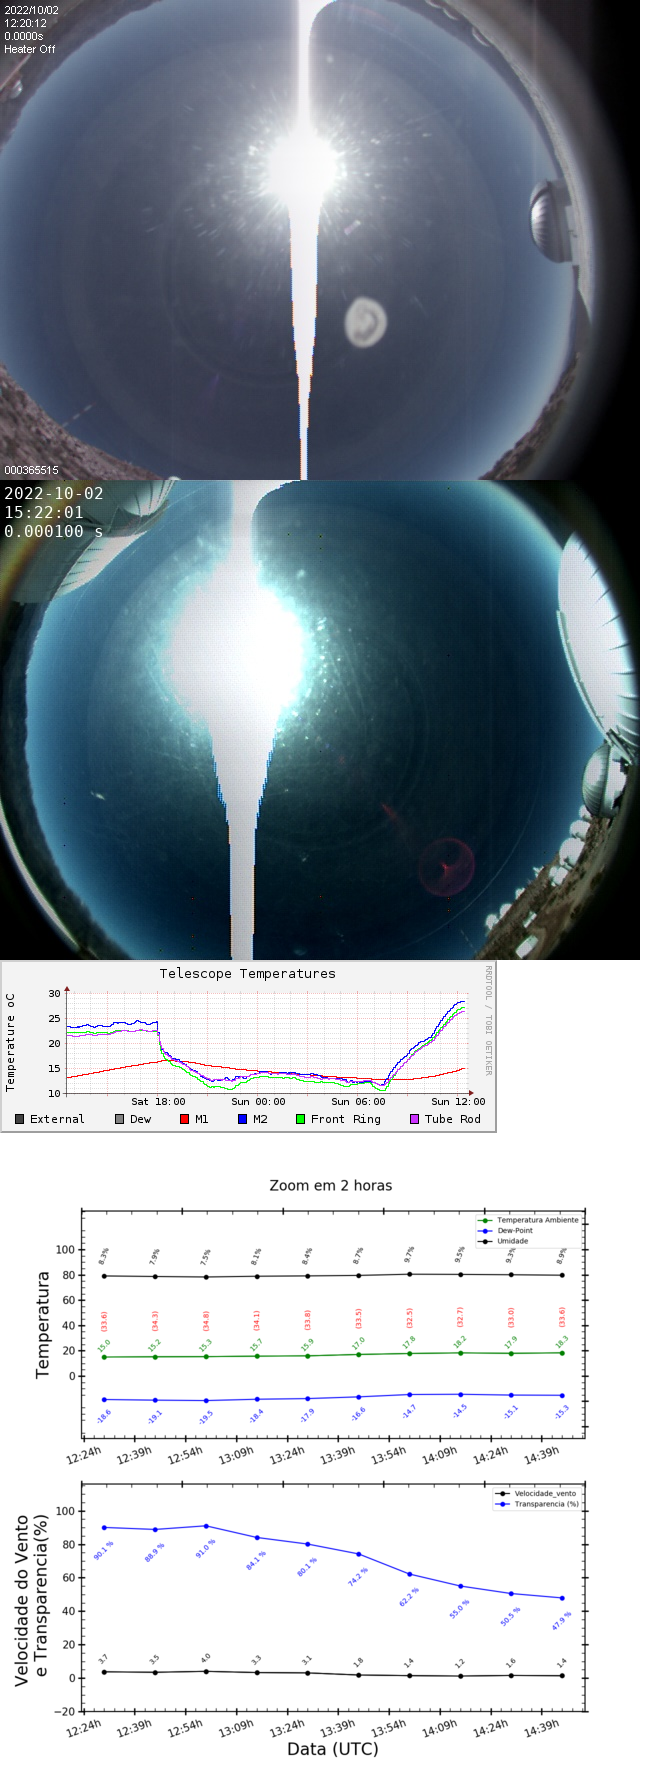 2022/10/02
12:20:12
0.0000s
Heater Off
000365515
2022-10-02
15:22:01
0.000100 s
Telescope Temperatures
RRDTOOL / TOBI OETIKER
Temperature oC
30
25
20
15
10
Sat 18:00 Sun 00:00 Sun 06:00 Sun 12:00
External Dew M1 M2 Front Ring Tube Rod
Zoom em 2 horas
Temperatura Ambiente
Dew-Point
Umidade
Temperatura
100
80
60
40
20
0
8.3% 7.9% 7.5% 8.1% 8.4% 8.7% 9.7% 9.5% 9.3% 8.9%
(33.6) (34.3) (34.8) (34.1) (33.8) (33.5) (32.5) (32.7) (33.0) (33.6)
15.0 15.2 15.3 15.7 15.9 17.0 17.8 18.2 17.9 18.3
-18.6 -19.1 -19.5 -18.4 -17.9 -16.6 -14.7 -14.5 -15.1 -15.3
12:24h 12:39h 12:54h 13:09h 13:24h 13:39h 13:54h 14:09h 14:24h 14:39h
Velocidade_vento
Transparencia (%)
Velocidade do Vento
e Transparencia(%)
100
80
60
40
20
0
−20
90.1 % 88.9 % 91.0 % 84.1 % 80.1 % 74.2 % 62.2 % 55.0 % 50.5 % 47.9 %
3.7 3.5 4.0 3.3 3.1 1.8 1.4 1.2 1.6 1.4
12:24h 12:39h 12:54h 13:09h 13:24h 13:39h 13:54h 14:09h 14:24h 14:39h
Data (UTC)